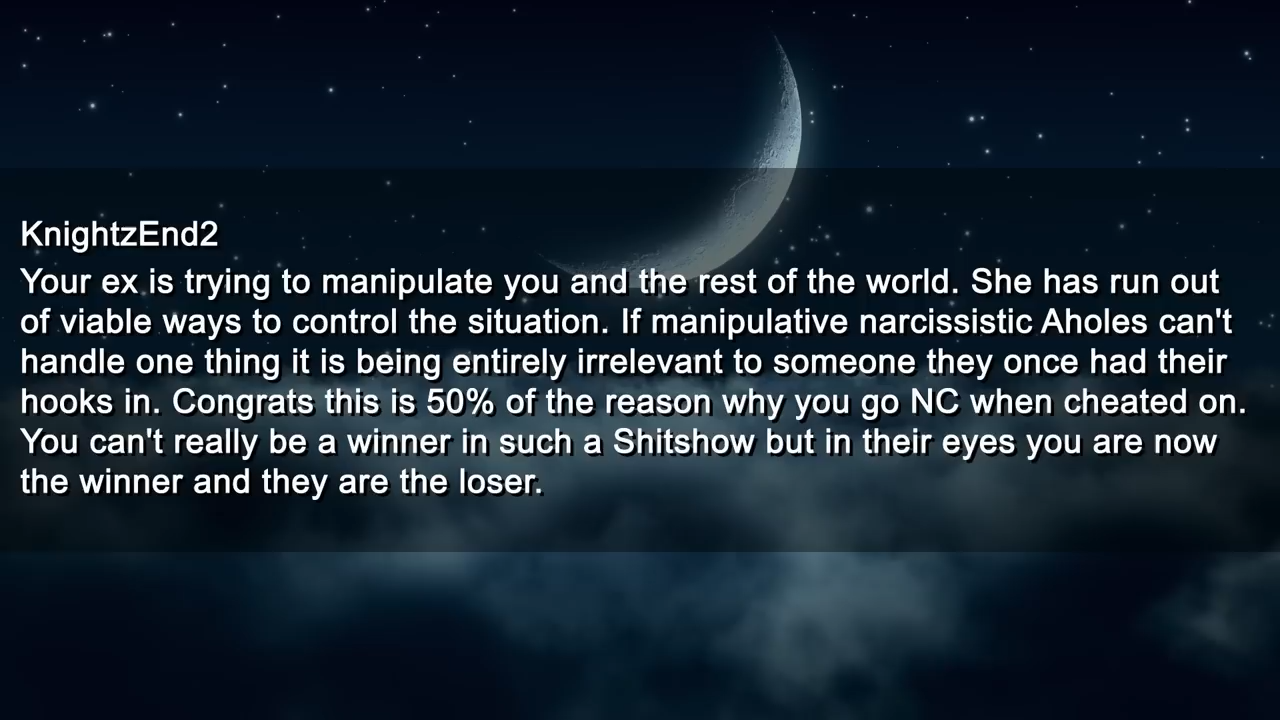 KnightzEnd2
Your ex is trying to manipulate you and the rest of the world. She has run out
of viable ways to control the situation. If manipulative narcissistic Aholes can't
handle one thing it is being entirely irrelevant to someone they once had their
hooks in. Congrats this is 50% of the reason why you go NC when cheated on.
You can't really be a winner in such a Shitshow but in their eyes you are now
the winner and they are the loser.